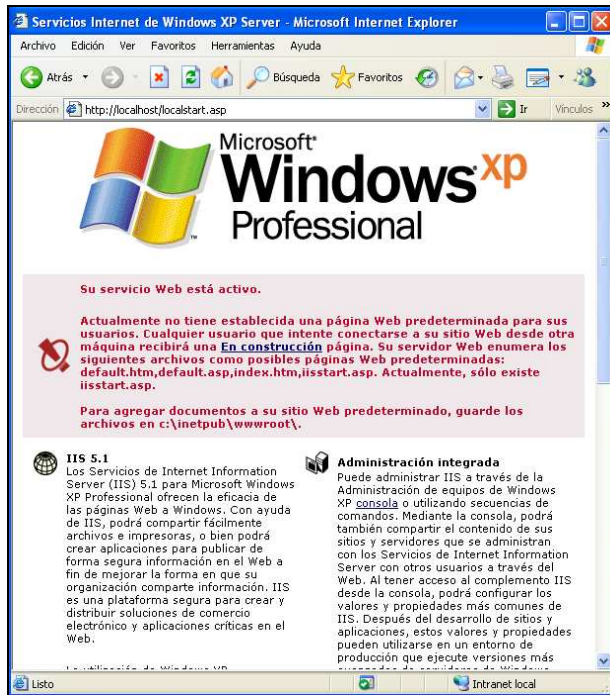 Servicios Internet de Windows XP Server - Microsoft Internet Explorer
Archivo Edición Ver Favoritos Herramientas Ayuda
Atrás Búsqueda Favoritos
Dirección http://localhost/localstart.asp Ir Vínculos »
Microsoft®
Windows xp
Professional
Su servicio Web está activo.
Actualmente no tiene establecida una página Web predeterminada para sus
usuarios. Cualquier usuario que intente conectarse a su sitio Web desde otra
máquina recibirá una En construcción página. Su servidor Web enumera los
siguientes archivos como posibles páginas Web predeterminadas:
default.htm,default.asp,index.htm,iisstart.asp. Actualmente, sólo existe
iisstart.asp.
Para agregar documentos a su sitio Web predeterminado, guarde los
archivos en c:\inetpub\wwwroot\.
IIS 5.1
Los Servicios de Internet Information
Server (IIS) 5.1 para Microsoft Windows
XP Professional ofrecen la eficacia de
las páginas Web a Windows. Con ayuda
de IIS, podrá compartir fácilmente
archivos e impresoras, o bien podrá
crear aplicaciones para publicar de
forma segura información en el Web a
fin de mejorar la forma en que su
organización comparte información. IIS
es una plataforma segura para crear y
distribuir soluciones de comercio
electrónico y aplicaciones críticas en el
Web.
La utilización de Windows XP
Administración integrada
Puede administrar IIS a través de la
Administración de equipos de Windows
XP consola o utilizando secuencias de
comandos. Mediante la consola, podrá
también compartir el contenido de sus
sitios y servidores que se administran
con los Servicios de Internet Information
Server con otros usuarios a través del
Web. Al tener acceso al complemento IIS
desde la consola, podrá configurar los
valores y propiedades más comunes de
IIS. Después del desarrollo de sitios y
aplicaciones, estos valores y propiedades
pueden utilizarse en un entorno de
producción que ejecute versiones más
avanzadas de servidores de Windows
Listo Intranet local